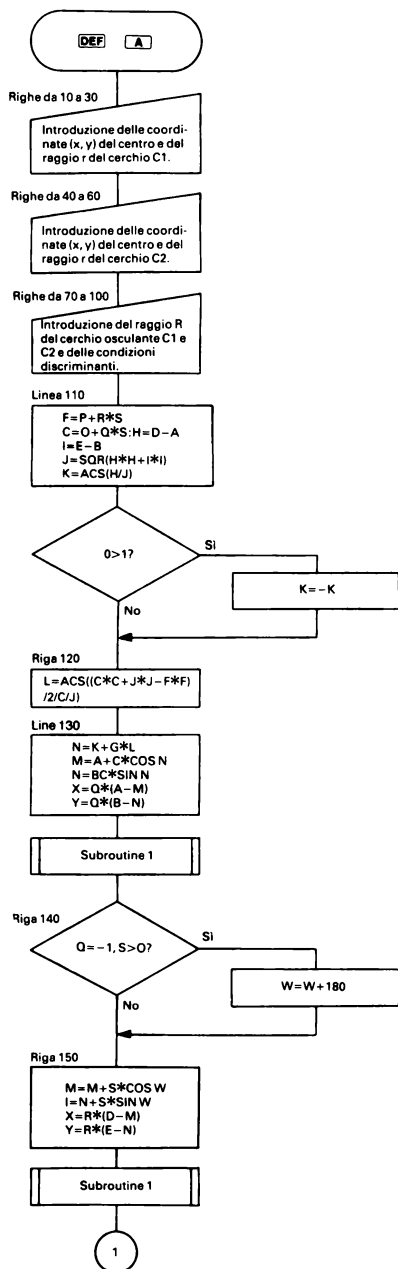 DEF A
Righe da 10 a 30
Introduzione delle coordi-
nate (x, y) del centro e del
raggio r del cerchio C1.
Righe da 40 a 60
Introduzione delle coordi-
nate (x, y) del centro e del
raggio r del cerchio C2.
Righe da 70 a 100
Introduzione del raggio R
del cerchio osculante C1 e
C2 e delle condizioni
discriminanti.
Linea 110
F=P+R*S
C=O+Q*S:H=D-A
I=E-B
J=SQR(H*H+I*I)
K=ACS(H/J)
0>1?
Sì
K=-K
No
Riga 120
L=ACS((C*C+J*J-F*F)
/2/C/J)
Line 130
N=K+G*L
M=A+C*COS N
N=BC*SIN N
X=Q*(A-M)
Y=Q*(B-N)
Subroutine 1
Riga 140
Q=-1, S>O?
Sì
W=W+180
No
Riga 150
M=M+S*COS W
I=N+S*SIN W
X=R*(D-M)
Y=R*(E-N)
Subroutine 1
1